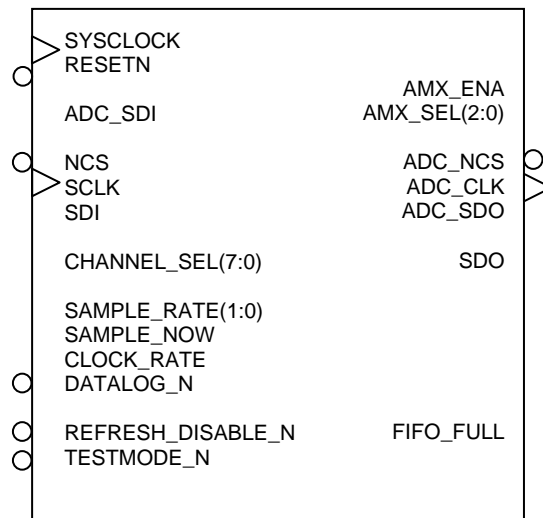 SYSCLOCK
RESETN
AMX_ENA
ADC_SDI AMX_SEL(2:0)
NCS ADC_NCS
SCLK ADC_CLK
SDI ADC_SDO
CHANNEL_SEL(7:0) SDO
SAMPLE_RATE(1:0)
SAMPLE_NOW
CLOCK_RATE
DATALOG_N
REFRESH_DISABLE_N FIFO_FULL
TESTMODE_N